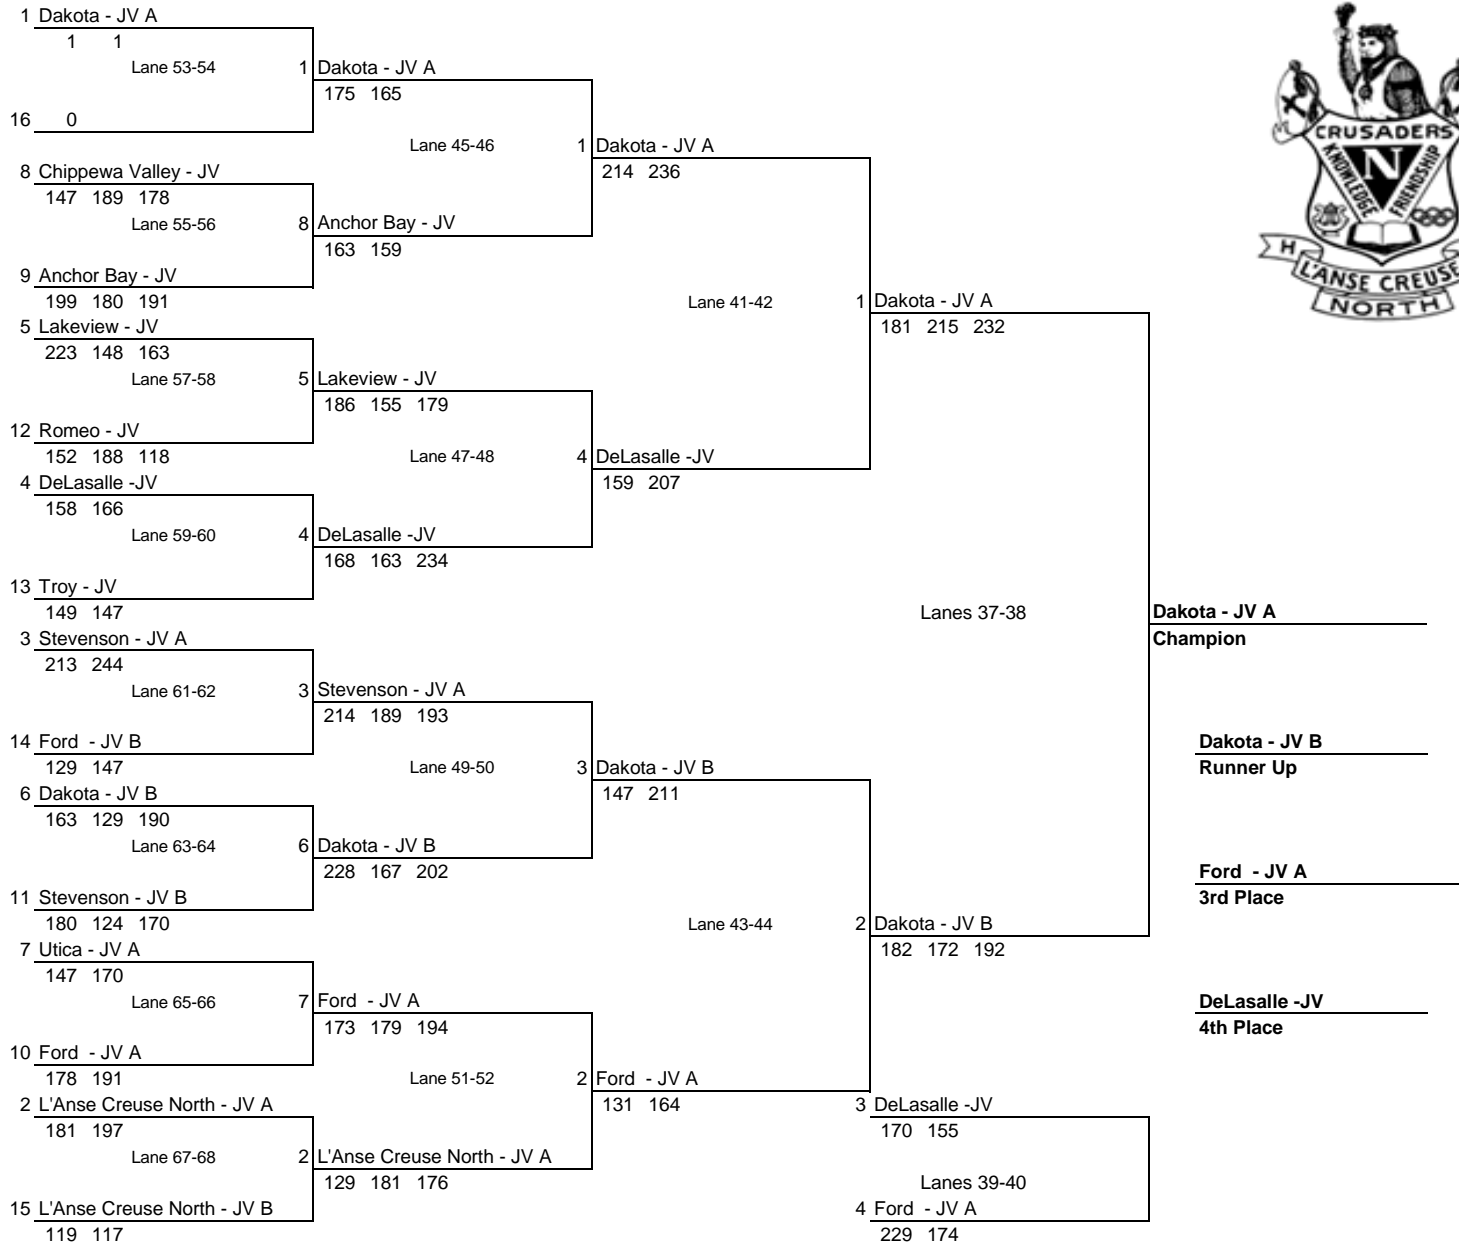 1 Dakota - JV A
1 1
Lane 53-54
16 0
8 Chippewa Valley - JV
147 189 178
Lane 55-56
9 Anchor Bay - JV
199 180 191
5 Lakeview - JV
223 148 163
Lane 57-58
12 Romeo - JV
152 188 118
4 DeLasalle -JV
158 166
Lane 59-60
13 Troy - JV
149 147
3 Stevenson - JV A
213 244
Lane 61-62
14 Ford - JV B
129 147
6 Dakota - JV B
163 129 190
Lane 63-64
11 Stevenson - JV B
180 124 170
7 Utica - JV A
147 170
Lane 65-66
10 Ford - JV A
178 191
2 L'Anse Creuse North - JV A
181 197
Lane 67-68
15 L'Anse Creuse North - JV B
119 117
1 Dakota - JV A
175 165
Lane 45-46
8 Anchor Bay - JV
163 159
5 Lakeview - JV
186 155 179
Lane 47-48
4 DeLasalle -JV
168 163 234
3 Stevenson - JV A
214 189 193
Lane 49-50
6 Dakota - JV B
228 167 202
7 Ford - JV A
173 179 194
Lane 51-52
2 L'Anse Creuse North - JV A
129 181 176
1 Dakota - JV A
214 236
Lane 41-42
4 DeLasalle -JV
159 207
3 Dakota - JV B
147 211
Lane 43-44
2 Ford - JV A
131 164
1 Dakota - JV A
181 215 232
Lanes 37-38
2 Dakota - JV B
182 172 192
3 DeLasalle -JV
170 155
Lanes 39-40
4 Ford - JV A
229 174
Dakota - JV A
Champion
Dakota - JV B
Runner Up
Ford - JV A
3rd Place
DeLasalle -JV
4th Place
CRUSADERS
KNOWLEDGE
N
FRIENDSHIP
H
L'ANSE CREUSE
NORTH